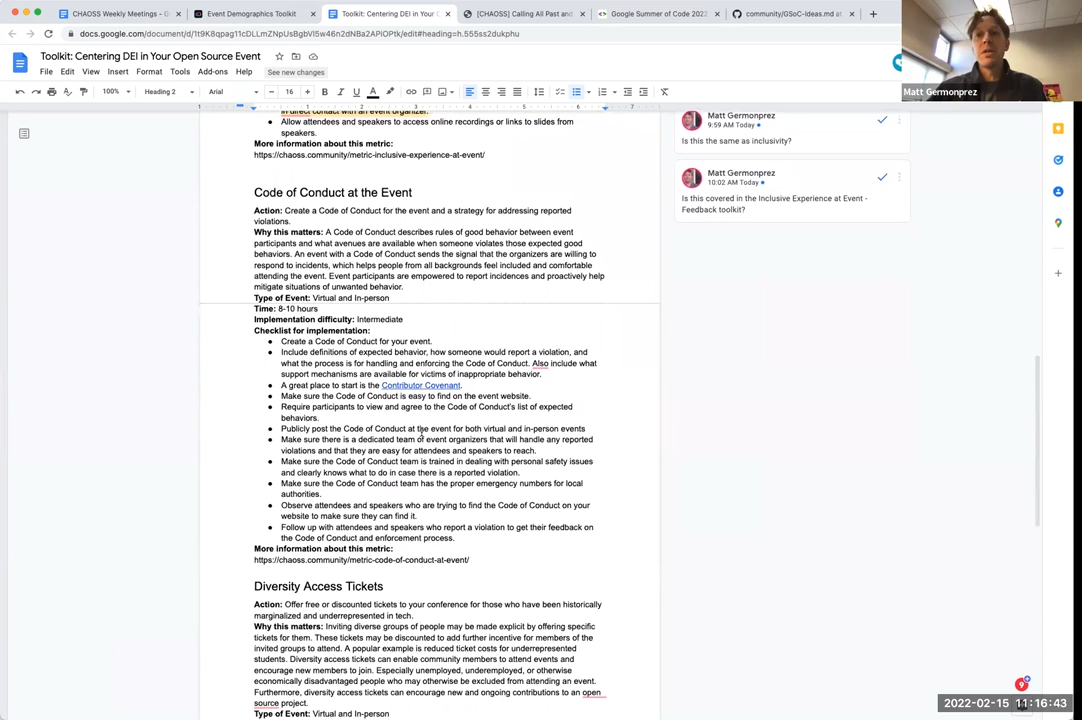 CHAOSS Weekly Meetings - G
Event Demographics Toolkit
Toolkit: Centering DEI in Your O
[CHAOSS] Calling All Past and
Google Summer of Code 2022
community/GSoC-Ideas.md at
docs.google.com/document/d/1t9K8qpag11cDLLmZNpUsBgbVl5w46n2dNBa2APlOPtk/edit#heading=h.555ss2dukphu
Toolkit: Centering DEI in Your Open Source Event
File Edit View Insert Format Tools Add-ons Help See new changes
100% Heading 2 Arial 16
Matt Germonprez
1 1 2 3 4 5 6 7
in direct contact with an event organizer.
Allow attendees and speakers to access online recordings or links to slides from
speakers.
More information about this metric:
https://chaoss.community/metric-inclusive-experience-at-event/
Code of Conduct at the Event
Action: Create a Code of Conduct for the event and a strategy for addressing reported
violations.
Why this matters: A Code of Conduct describes rules of good behavior between event
participants and what avenues are available when someone violates those expected good
behaviors. An event with a Code of Conduct sends the signal that the organizers are willing to
respond to incidents, which helps people from all backgrounds feel included and comfortable
attending the event. Event participants are empowered to report incidences and proactively help
mitigate situations of unwanted behavior.
Type of Event: Virtual and In-person
Time: 8-10 hours
Implementation difficulty: Intermediate
Checklist for implementation:
Create a Code of Conduct for your event.
Include definitions of expected behavior, how someone would report a violation, and
what the process is for handling and enforcing the Code of Conduct. Also include what
support mechanisms are available for victims of inappropriate behavior.
A great place to start is the Contributor Covenant.
Make sure the Code of Conduct is easy to find on the event website.
Require participants to view and agree to the Code of Conduct's list of expected
behaviors.
Publicly post the Code of Conduct at the event for both virtual and in-person events
Make sure there is a dedicated team of event organizers that will handle any reported
violations and that they are easy for attendees and speakers to reach.
Make sure the Code of Conduct team is trained in dealing with personal safety issues
and clearly knows what to do in case there is a reported violation.
Make sure the Code of Conduct team has the proper emergency numbers for local
authorities.
Observe attendees and speakers who are trying to find the Code of Conduct on your
website to make sure they can find it.
Follow up with attendees and speakers who report a violation to get their feedback on
the Code of Conduct and enforcement process.
More information about this metric:
https://chaoss.community/metric-code-of-conduct-at-event/
Diversity Access Tickets
Action: Offer free or discounted tickets to your conference for those who have been historically
marginalized and underrepresented in tech.
Why this matters: Inviting diverse groups of people may be made explicit by offering specific
tickets for them. These tickets may be discounted to add further incentive for members of the
invited groups to attend. A popular example is reduced ticket costs for underrepresented
students. Diversity access tickets can enable community members to attend events and
encourage new members to join. Especially unemployed, underemployed, or otherwise
economically disadvantaged people who may otherwise be excluded from attending an event.
Furthermore, diversity access tickets can encourage new and ongoing contributions to an open
source project.
Type of Event: Virtual and In-person
Matt Germonprez
9:59 AM Today
Is this the same as inclusivity?
Matt Germonprez
10:02 AM Today
Is this covered in the Inclusive Experience at Event -
Feedback toolkit?
2022-02-15 11:16:43